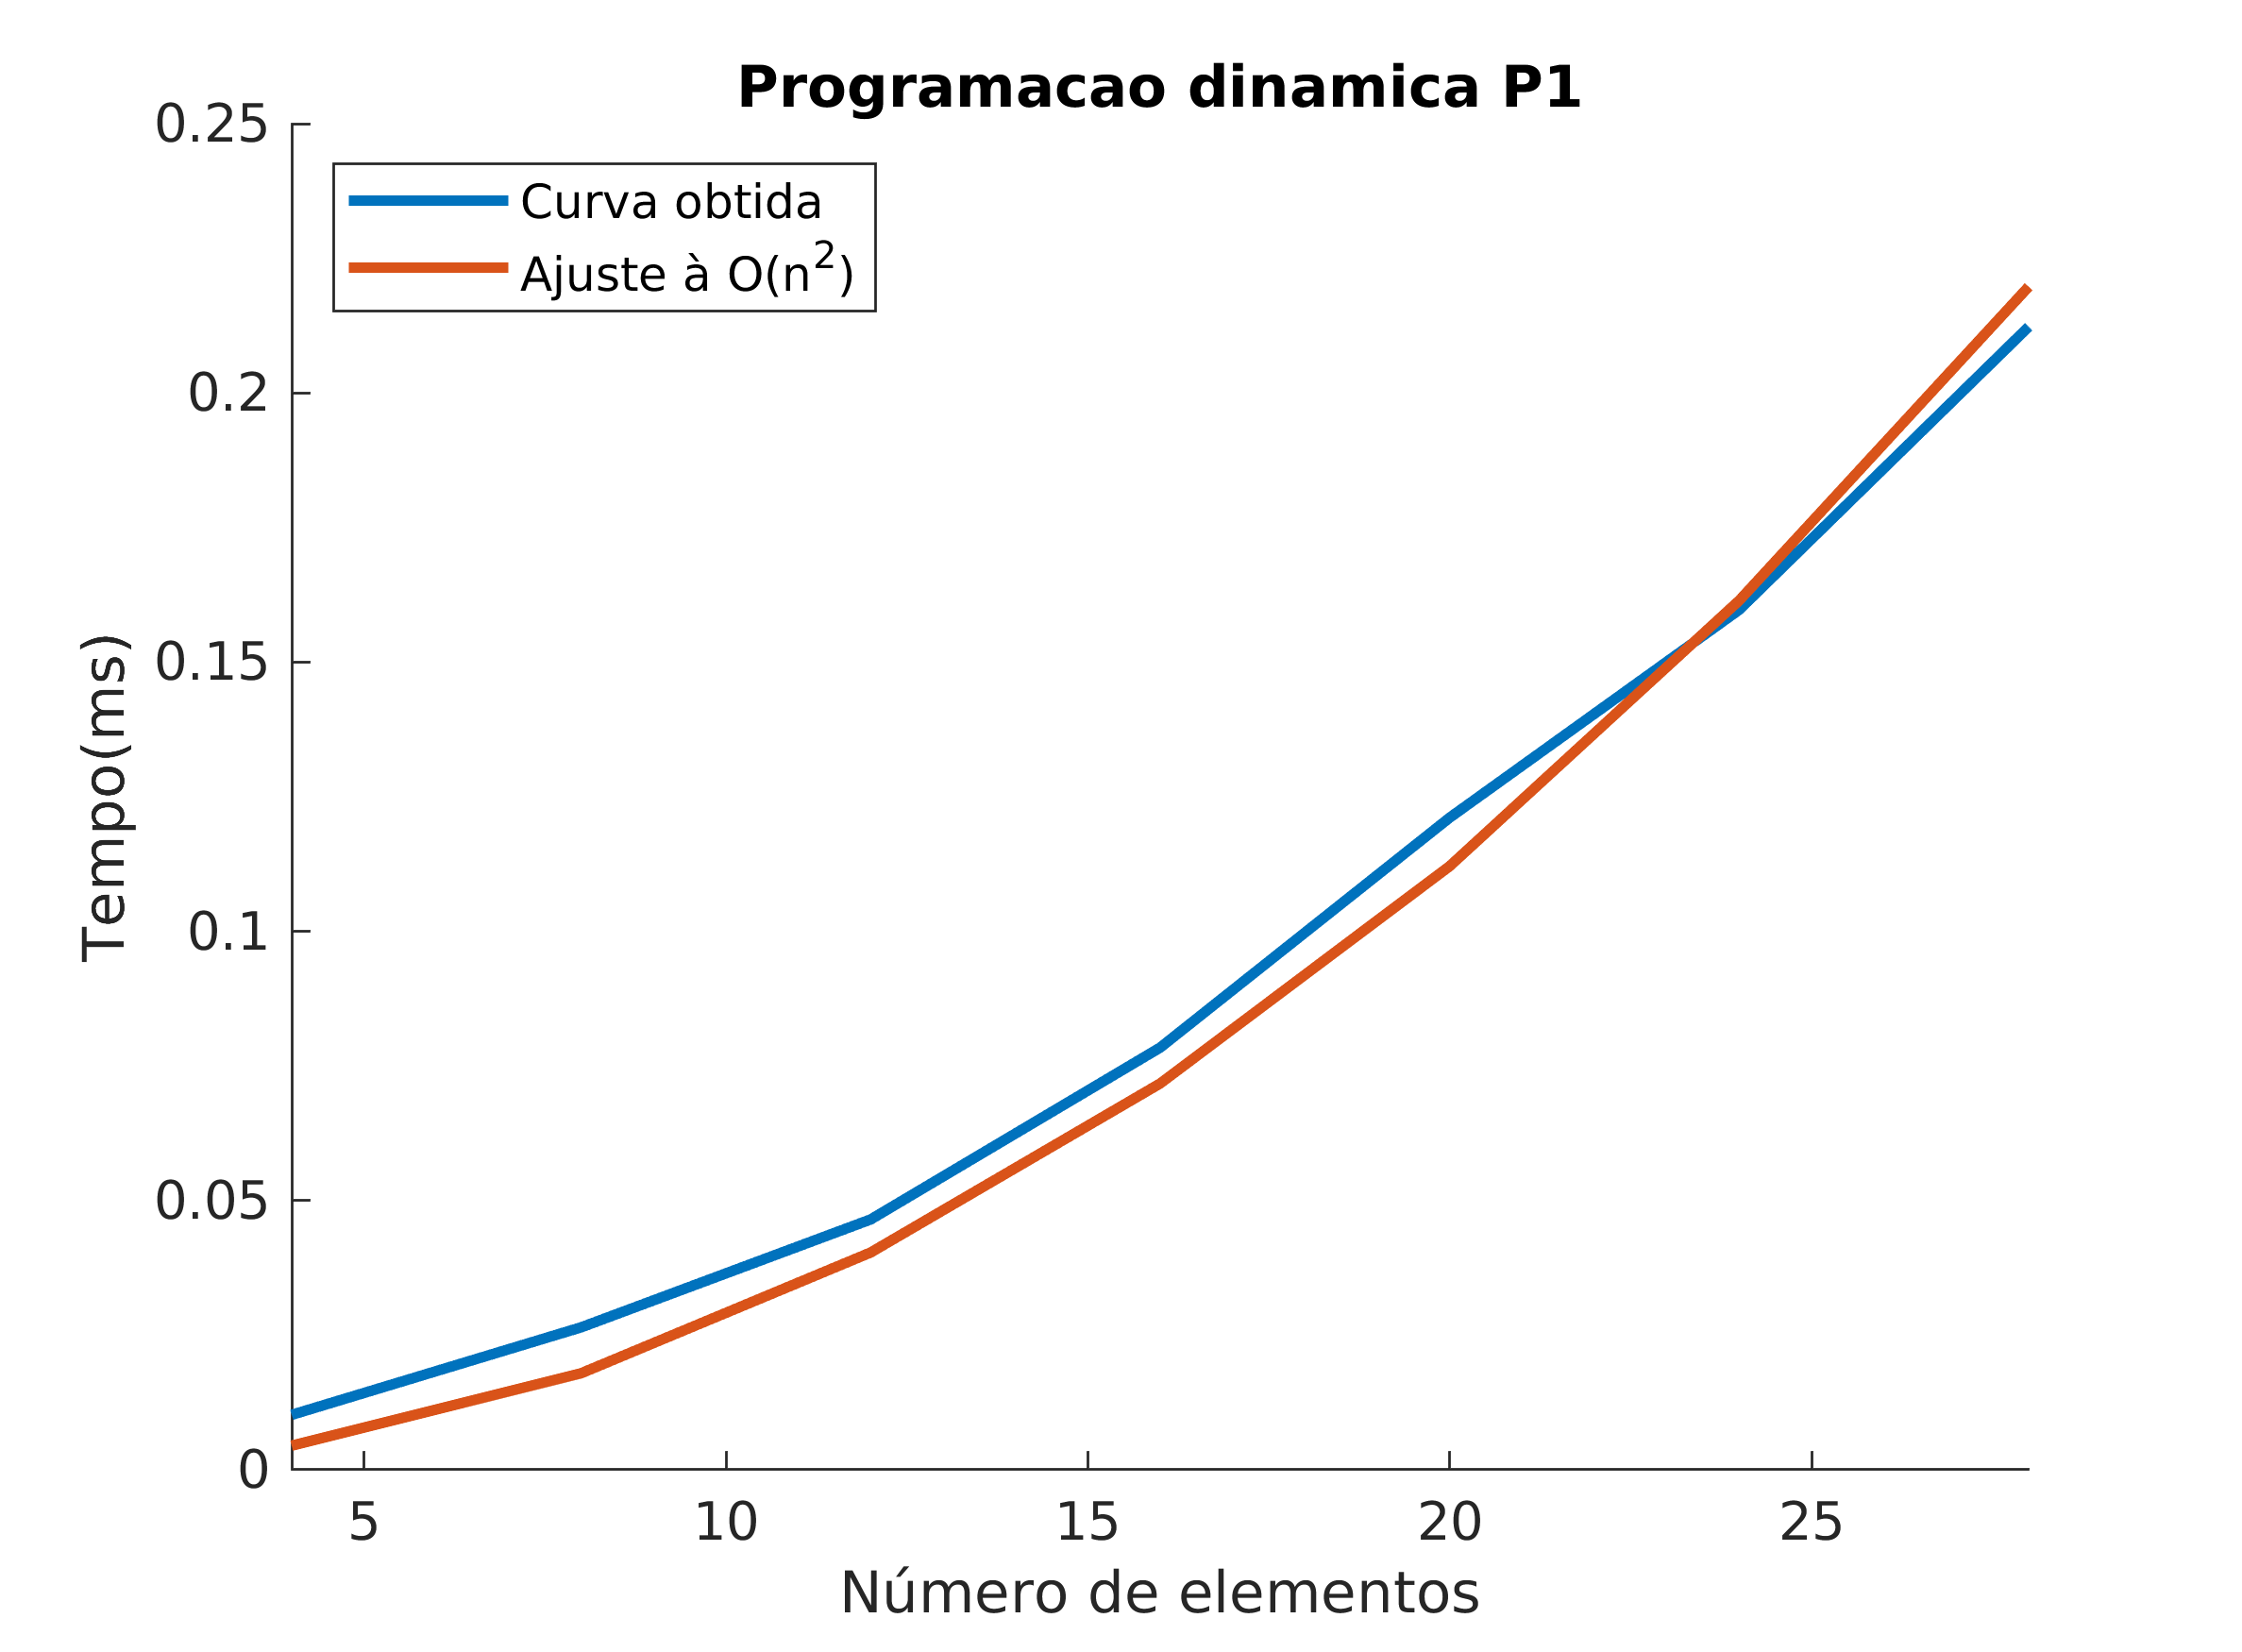 Programacao dinamica P1
Curva obtida
Ajuste à O(n²)
0.25
0.2
0.15
0.1
0.05
0
Tempo(ms)
5 10 15 20 25
Número de elementos